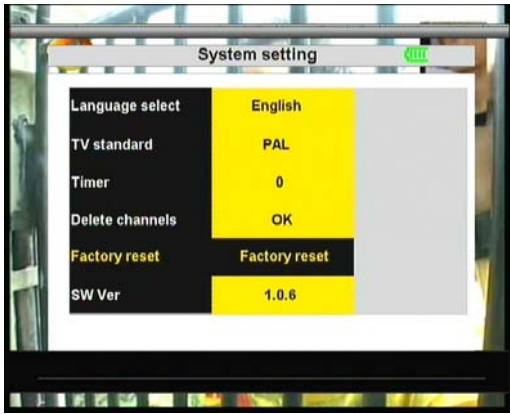 System setting
Language select English
TV standard PAL
Timer 0
Delete channels OK
Factory reset Factory reset
SW Ver 1.0.6